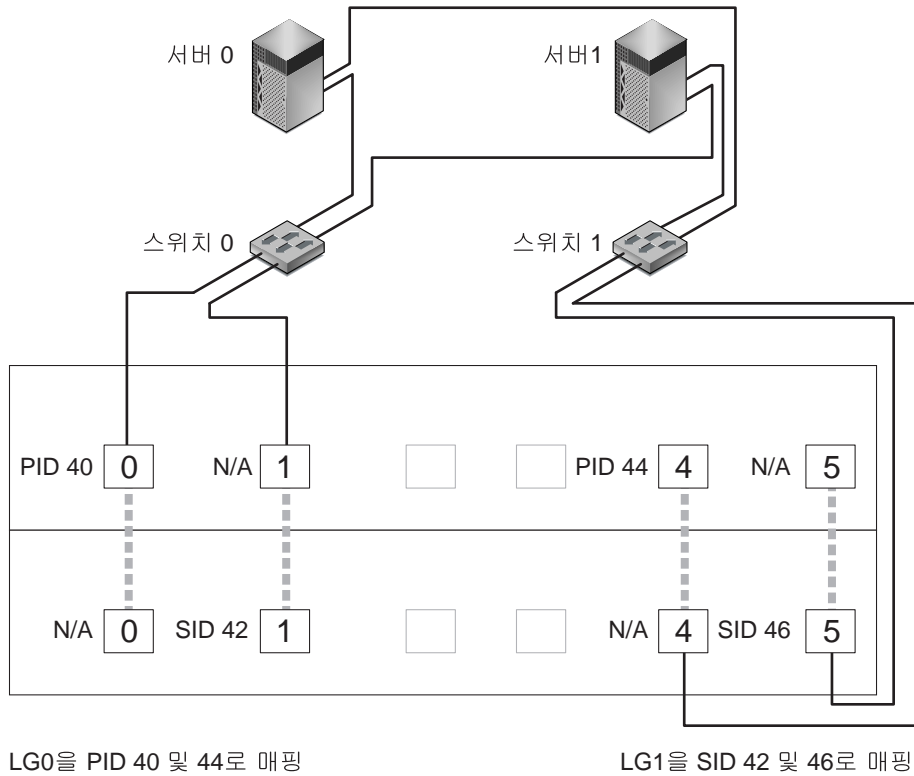 서버 0
서버1
스위치 0
스위치 1
PID 40 0 N/A 1 PID 44 4 N/A 5
N/A 0 SID 42 1 N/A 4 SID 46 5
LG0을 PID 40 및 44로 매핑
LG1을 SID 42 및 46로 매핑